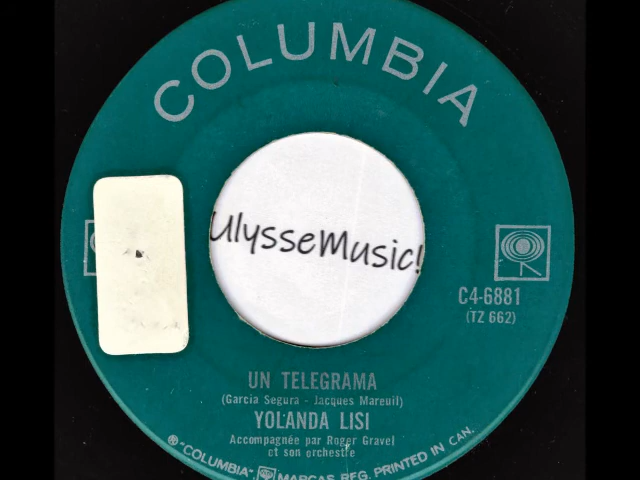 COLUMBIA
UlysseMusic!
C4-6881
(TZ 662)
UN TELEGRAMA
(Garcia Segura - Jacques Mareuil)
YOLANDA LISI
Accompagnée par Roger Gravel
et son orchestre
® "COLUMBIA", MARCAS REG. PRINTED IN CAN.